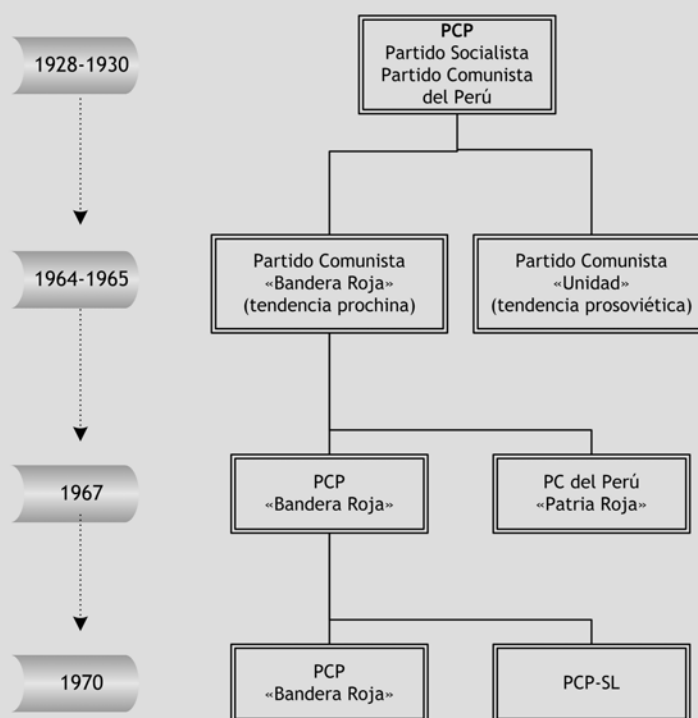 1928-1930
PCP
Partido Socialista
Partido Comunista
del Perú
1964-1965
Partido Comunista
«Bandera Roja»
(tendencia prochina)
Partido Comunista
«Unidad»
(tendencia prosoviética)
1967
PCP
«Bandera Roja»
PC del Perú
«Patria Roja»
1970
PCP
«Bandera Roja»
PCP-SL